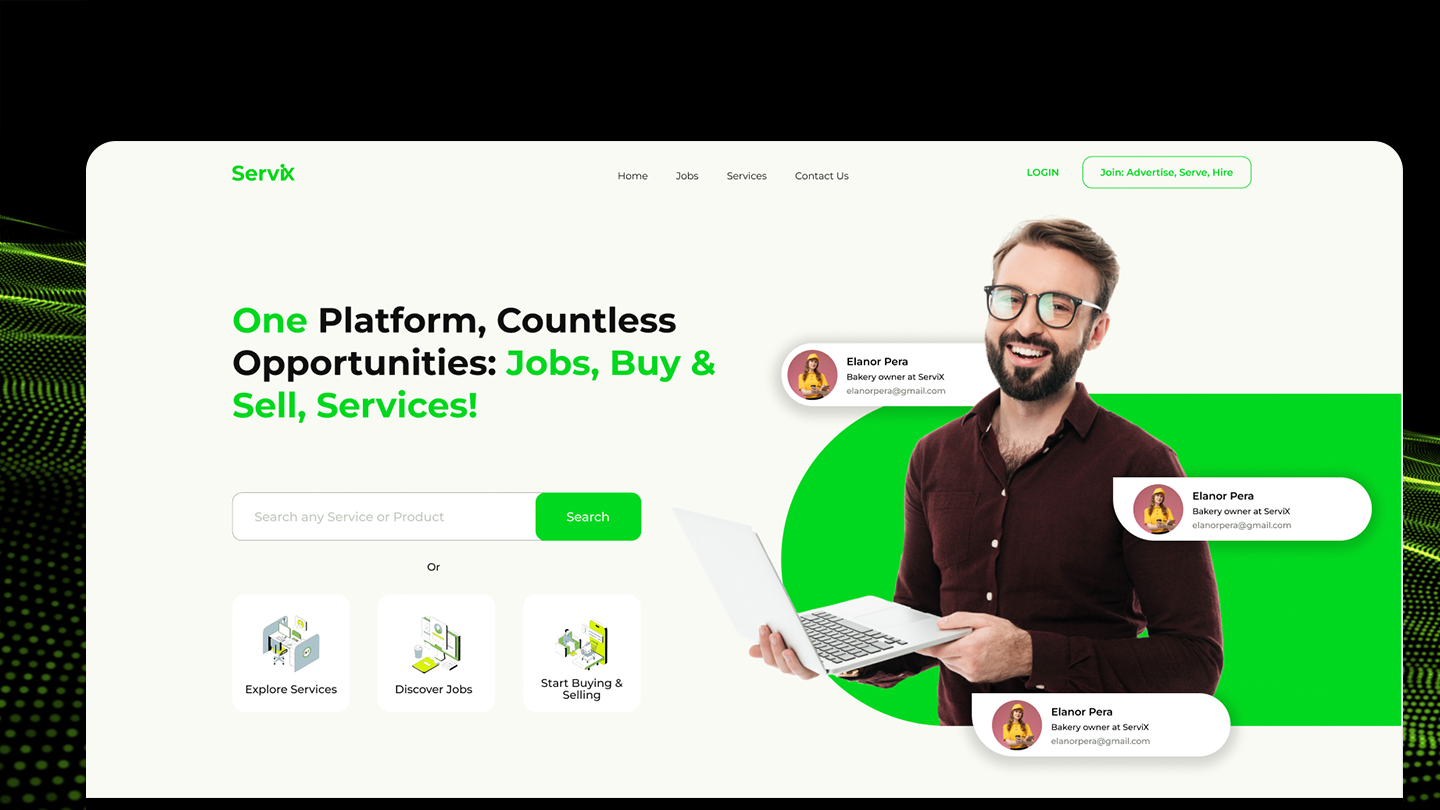 ServiX
Home
Jobs
Services
Contact Us
LOGIN
Join: Advertise, Serve, Hire
One Platform, Countless
Opportunities: Jobs, Buy &
Sell, Services!
Search any Service or Product
Search
Or
Explore Services
Discover Jobs
Start Buying &
Selling
Elanor Pera
Bakery owner at ServiX
elanorpera@gmail.com
Elanor Pera
Bakery owner at ServiX
elanorpera@gmail.com
Elanor Pera
Bakery owner at ServiX
elanorpera@gmail.com